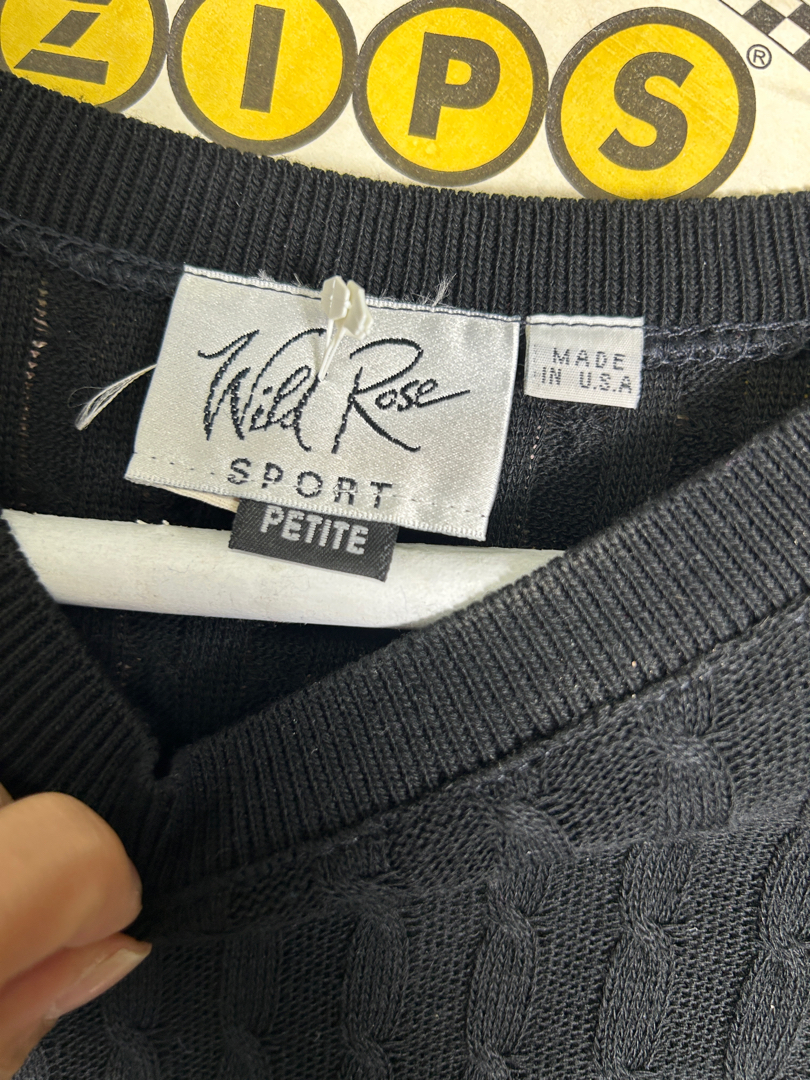 ZIPS®
Wild Rose
SPORT
PETITE
MADE
IN U.S.A